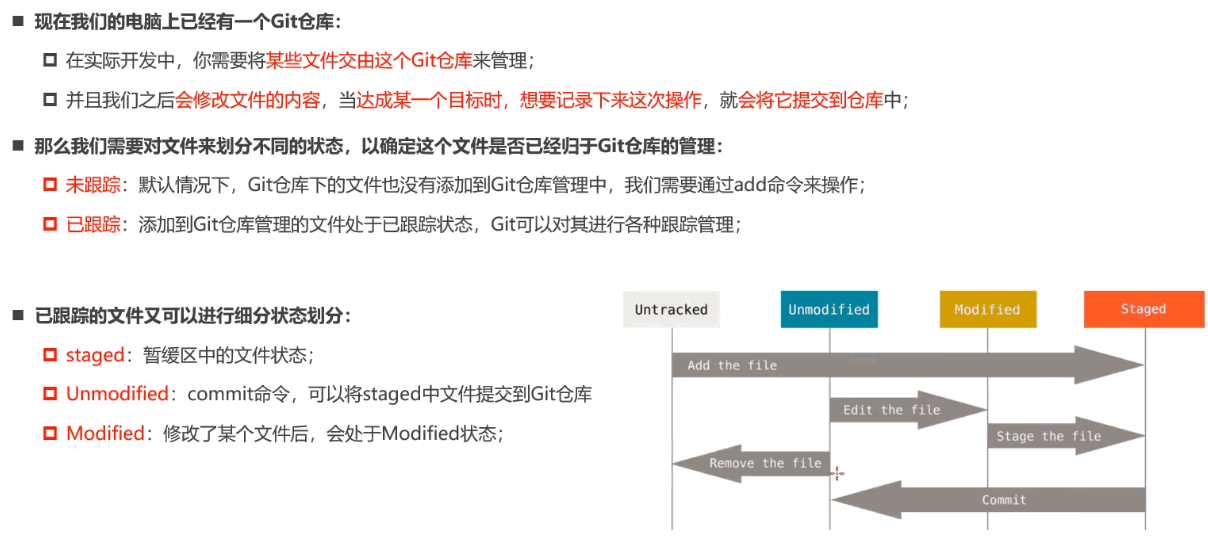 现在我们的电脑上已经有一个Git仓库：
在实际开发中，你需要将某些文件交由这个Git仓库来管理；
并且我们之后会修改文件的内容，当达成某一个目标时，想要记录下来这次操作，就会将它提交到仓库中；
那么我们需要对文件来划分不同的状态，以确定这个文件是否已经归于Git仓库的管理：
未跟踪：默认情况下，Git仓库下的文件也没有添加到Git仓库管理中，我们需要通过add命令来操作；
已跟踪：添加到Git仓库管理的文件处于已跟踪状态，Git可以对其进行各种跟踪管理；
已跟踪的文件又可以进行细分状态划分：
staged：暂缓区中的文件状态；
Unmodified：commit命令，可以将staged中文件提交到Git仓库
Modified：修改了某个文件后，会处于Modified状态；
Untracked
Unmodified
Modified
Staged
Add the file
Edit the file
Stage the file
Remove the file
Commit